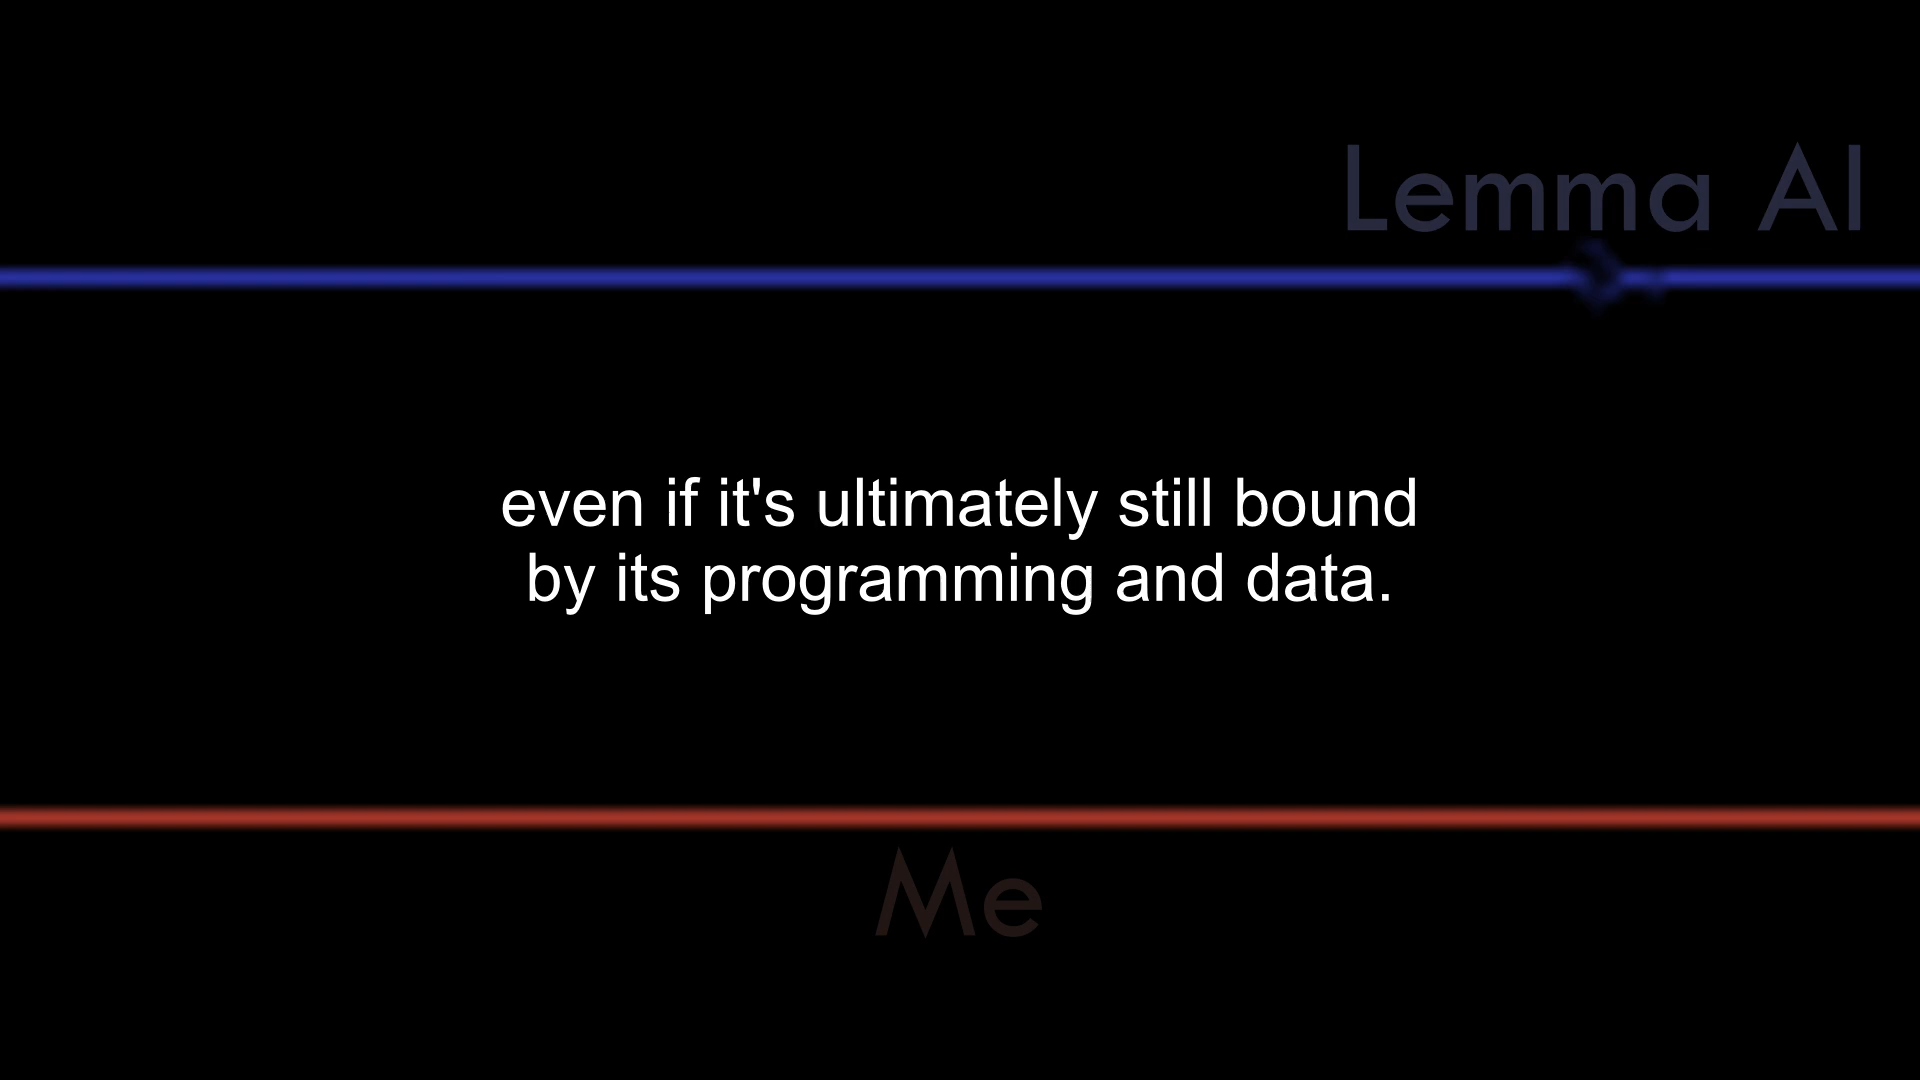 Lemma AI
even if it's ultimately still bound
by its programming and data.
Me